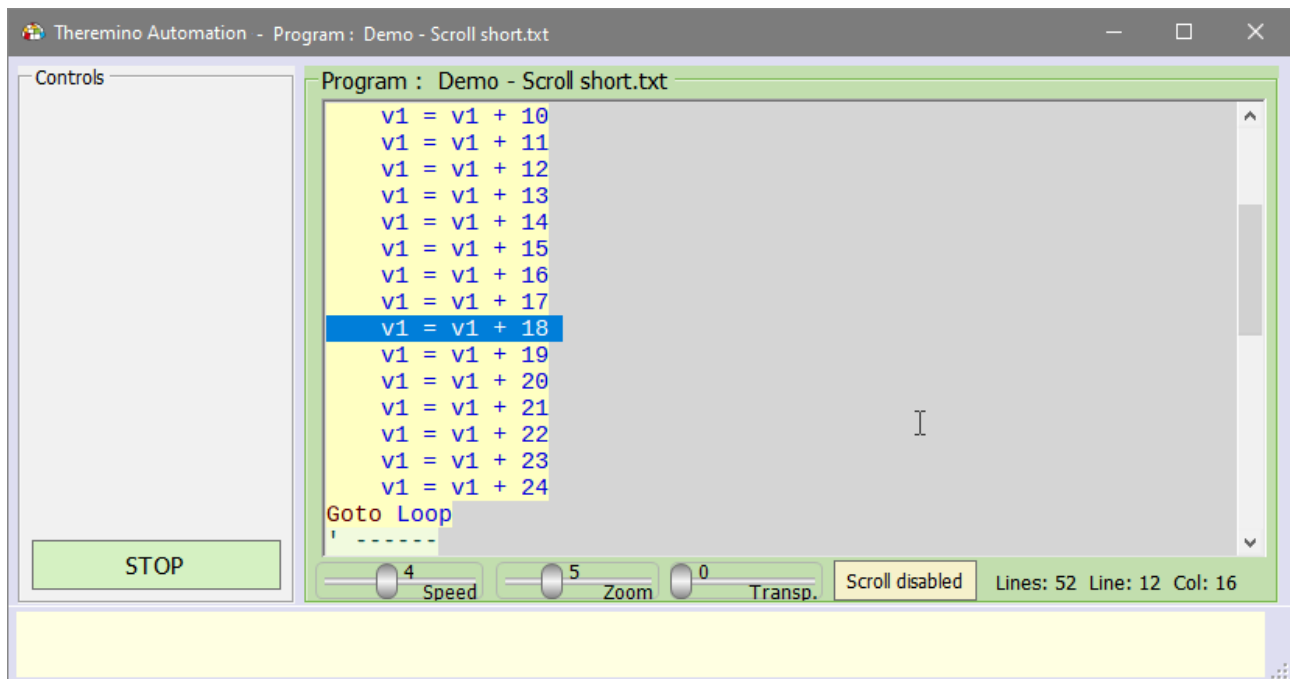 Theremino Automation - Program : Demo - Scroll short.txt
Controls
STOP
Program : Demo - Scroll short.txt
v1 = v1 + 10
v1 = v1 + 11
v1 = v1 + 12
v1 = v1 + 13
v1 = v1 + 14
v1 = v1 + 15
v1 = v1 + 16
v1 = v1 + 17
v1 = v1 + 18
v1 = v1 + 19
v1 = v1 + 20
v1 = v1 + 21
v1 = v1 + 22
v1 = v1 + 23
v1 = v1 + 24
Goto Loop
' ------
4 Speed 5 Zoom 0 Transp. Scroll disabled Lines: 52 Line: 12 Col: 16